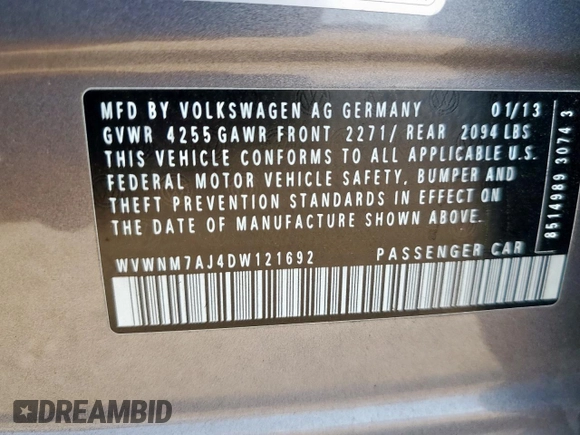 MFD BY VOLKSWAGEN AG GERMANY 01/13
GVWR 4255 GAWR FRONT 2271/ REAR 2094 LBS
THIS VEHICLE CONFORMS TO ALL APPLICABLE U.S.
FEDERAL MOTOR VEHICLE SAFETY, BUMPER AND
THEFT PREVENTION STANDARDS IN EFFECT ON
THE DATE OF MANUFACTURE SHOWN ABOVE.
WVWNM7AJ4DW121692 PASSENGER CAR
8514989 3074 3
DREAMBID